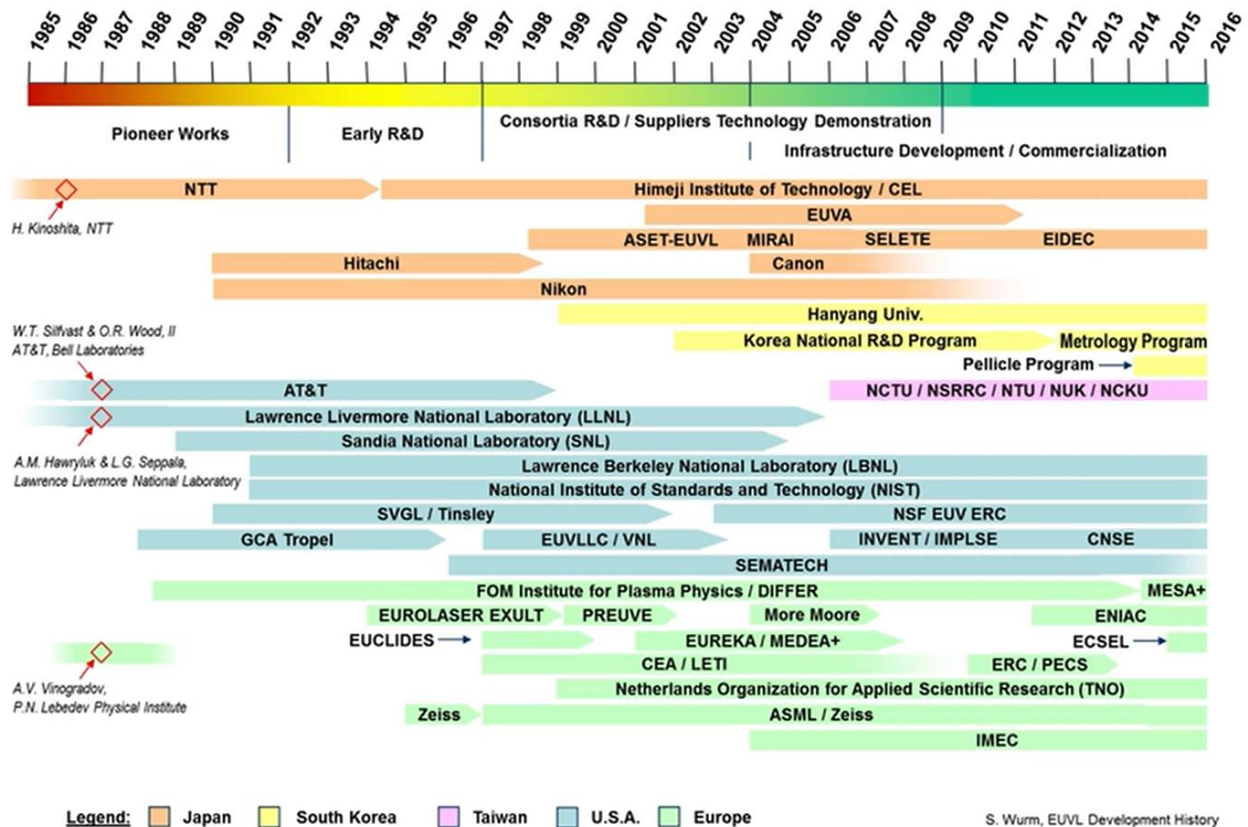 1985 1986 1987 1988 1989 1990 1991 1992 1993 1994 1995 1996 1997 1998 1999 2000 2001 2002 2003 2004 2005 2006 2007 2008 2009 2010 2011 2012 2013 2014 2015 2016
Pioneer Works
Early R&D
Consortia R&D / Suppliers Technology Demonstration
Infrastructure Development / Commercialization
NTT
Himeji Institute of Technology / CEL
H. Kinoshita, NTT
EUVA
ASET-EUVL MIRAI SELETE EIDEC
Hitachi
Canon
Nikon
Hanyang Univ.
W.T. Silfvast & O.R. Wood, II
AT&T, Bell Laboratories
Korea National R&D Program
Metrology Program
Pellicle Program
AT&T
NCTU / NSRRC / NTU / NUK / NCKU
Lawrence Livermore National Laboratory (LLNL)
Sandia National Laboratory (SNL)
A.M. Hawryluk & L.G. Seppala,
Lawrence Livermore National Laboratory
Lawrence Berkeley National Laboratory (LBNL)
National Institute of Standards and Technology (NIST)
SVGL / Tinsley
NSF EUV ERC
GCA Tropel
EUVLLC / VNL
INVENT / IMPLSE
CNSE
SEMATECH
FOM Institute for Plasma Physics / DIFFER
MESA+
EUROLASER EXULT
PREUVE
More Moore
ENIAC
EUCLIDES
EUREKA / MEDEA+
ECSEL
CEA / LETI
ERC / PECS
A.V. Vinogradov,
P.N. Lebedev Physical Institute
Netherlands Organization for Applied Scientific Research (TNO)
Zeiss
ASML / Zeiss
IMEC
Legend: Japan South Korea Taiwan U.S.A. Europe
S. Wurm, EUVL Development History